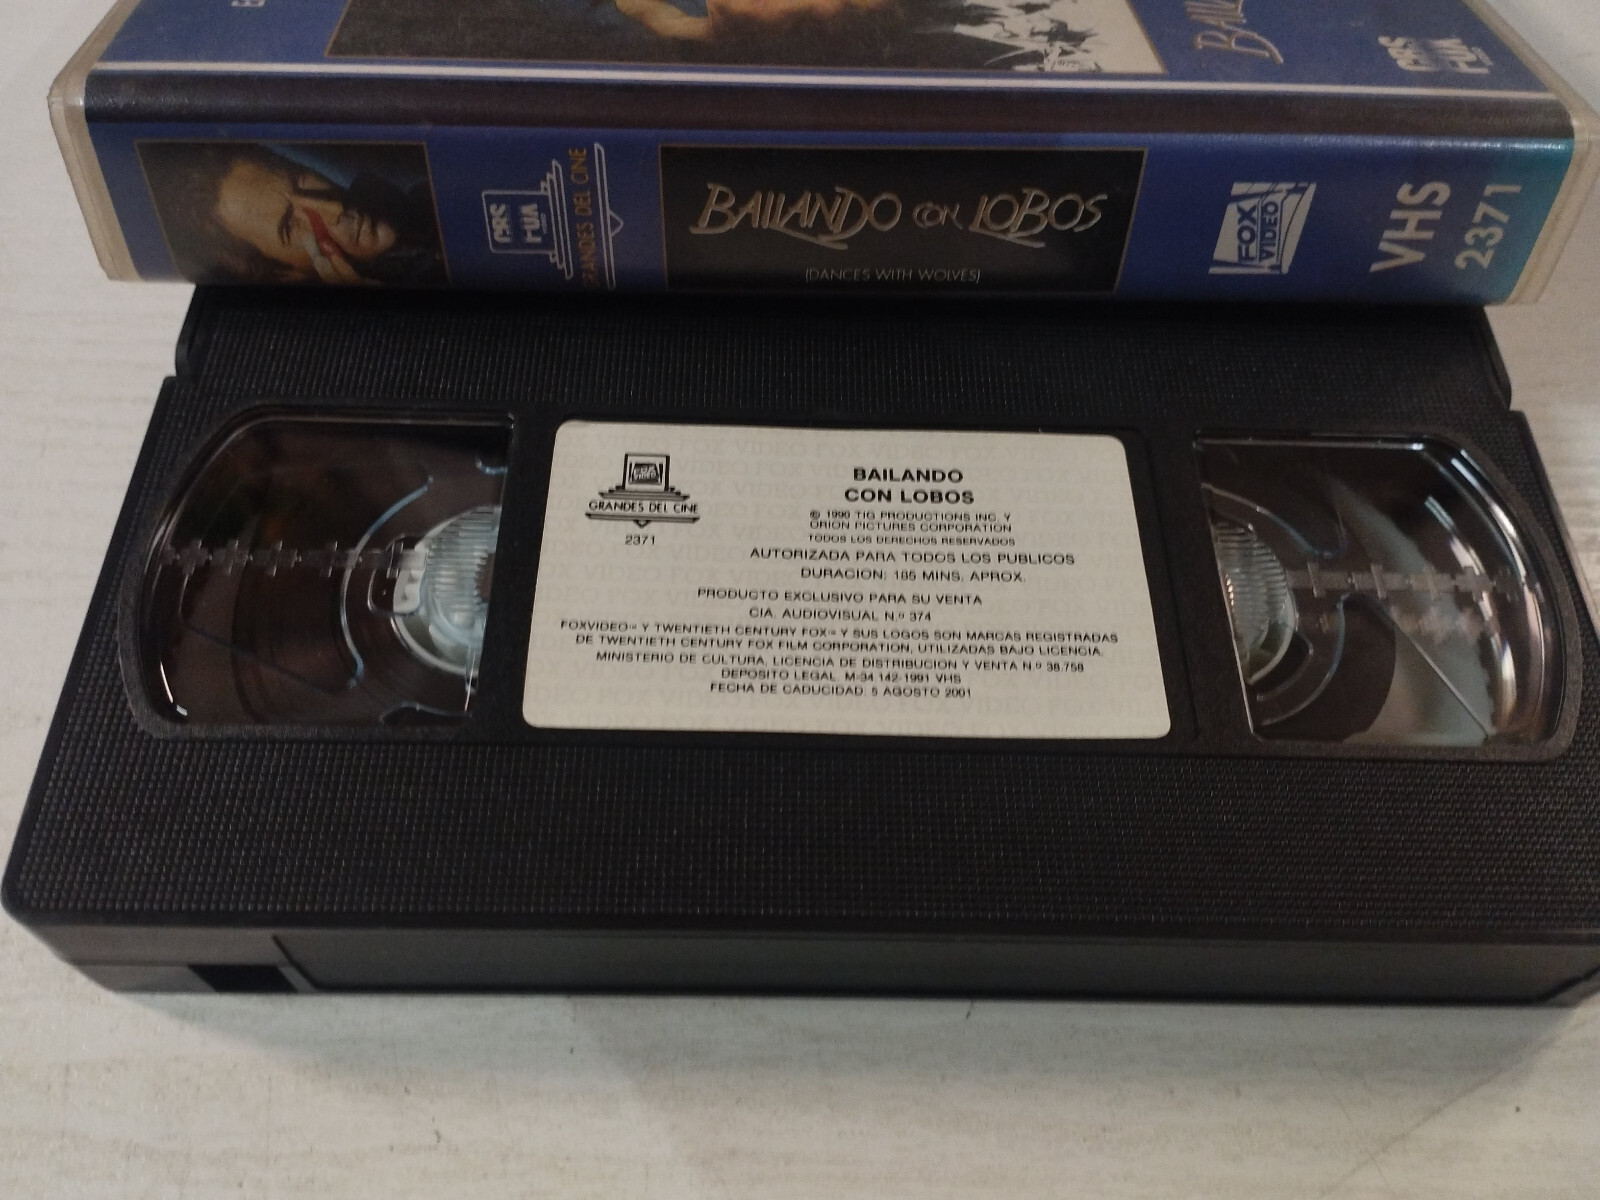 BAILANDO CON LOBOS
(DANCES WITH WOLVES)
CBS
FOX
VIDEO
VHS
2371
GRANDES DEL CINE
FOX
VIDEO
GRANDES DEL CINE
2371
BAILANDO
CON LOBOS
© 1990 TIG PRODUCTIONS INC. Y
ORION PICTURES CORPORATION
TODOS LOS DERECHOS RESERVADOS
AUTORIZADA PARA TODOS LOS PUBLICOS
DURACION: 185 MINS. APROX.
PRODUCTO EXCLUSIVO PARA SU VENTA
CIA. AUDIOVISUAL N.º 374
FOXVIDEO™ Y TWENTIETH CENTURY FOX™ Y SUS LOGOS SON MARCAS REGISTRADAS
DE TWENTIETH CENTURY FOX FILM CORPORATION, UTILIZADAS BAJO LICENCIA.
MINISTERIO DE CULTURA, LICENCIA DE DISTRIBUCION Y VENTA N.º 38.758
DEPOSITO LEGAL M-34.142-1991 VHS
FECHA DE CADUCIDAD: 5 AGOSTO 2001